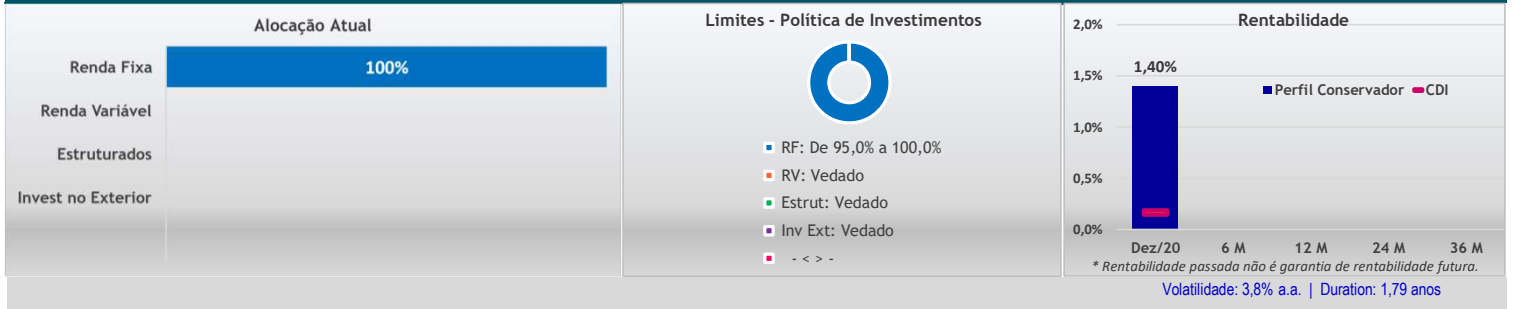 Alocação Atual
Renda Fixa
100%
Renda Variável
Estruturados
Invest no Exterior
Limites - Política de Investimentos
RF: De 95,0% a 100,0%
RV: Vedado
Estrut: Vedado
Inv Ext: Vedado
- < > -
Rentabilidade
2,0%
1,5%
1,0%
0,5%
0,0%
1,40%
Perfil Conservador CDI
Dez/20 6 M 12 M 24 M 36 M
* Rentabilidade passada não é garantia de rentabilidade futura.
Volatilidade: 3,8% a.a. | Duration: 1,79 anos